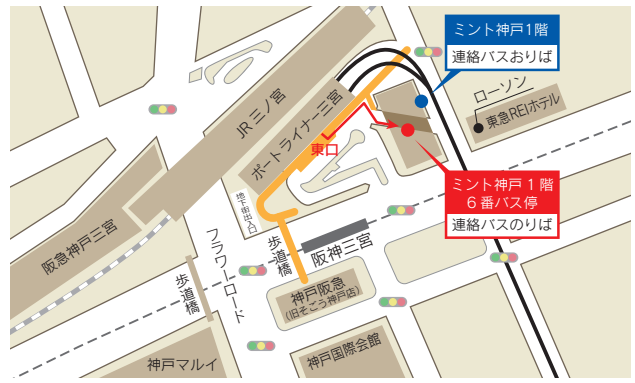 ミント神戸1階
連絡バスおりば
ローソン
東急REIホテル
JR三ノ宮
ポートライナー三宮
東口
ミント神戸1階
6番バス停
連絡バスのりば
地下街出入口
阪急神戸三宮
フラワーロード
歩道橋
阪神三宮
歩道橋
神戸阪急
(旧そごう神戸店)
神戸マルイ
神戸国際会館